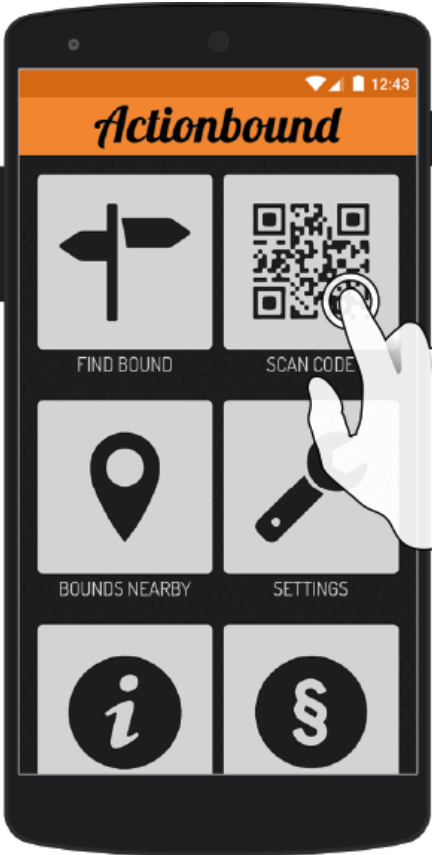 12:43
Actionbound
FIND BOUND
SCAN CODE
BOUNDS NEARBY
SETTINGS
i
§